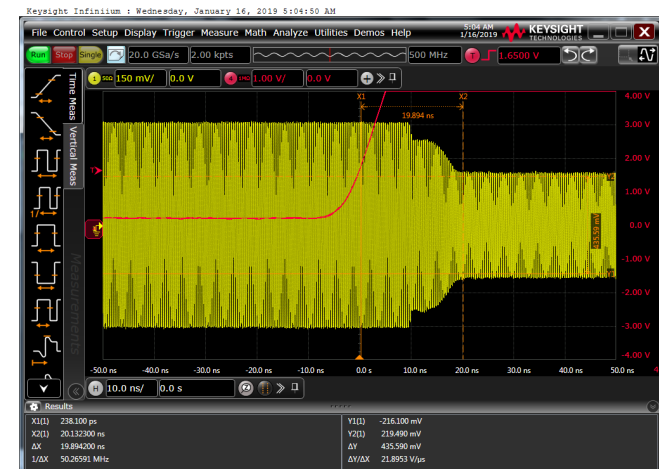 Keysight Infiniium : Wednesday, January 16, 2019 5:04:50 AM
File Control Setup Display Trigger Measure Math Analyze Utilities Demos Help
5:04 AM
1/16/2019
KEYSIGHT
TECHNOLOGIES
Run Stop Single 20.0 GSa/s 2.00 kpts 500 MHz T 1.6500 V
1 50Ω 150 mV/ 0.0 V 4 1MΩ 1.00 V/ 0.0 V
Time Meas
Vertical Meas
Measurements
X1 X2
19.894 ns
435.59 mV
4.00 V
3.00 V
2.00 V
1.00 V
0.0 V
-1.00 V
-2.00 V
-3.00 V
-4.00 V
-50.0 ns -40.0 ns -30.0 ns -20.0 ns -10.0 ns 0.0 s 10.0 ns 20.0 ns 30.0 ns 40.0 ns 50.0 ns
H 10.0 ns/ 0.0 s
Results
X1(1) 238.100 ps Y1(1) -216.100 mV
X2(1) 20.132300 ns Y2(1) 219.490 mV
ΔX 19.894200 ns ΔY 435.590 mV
1/ΔX 50.26591 MHz ΔY/ΔX 21.8953 V/µs